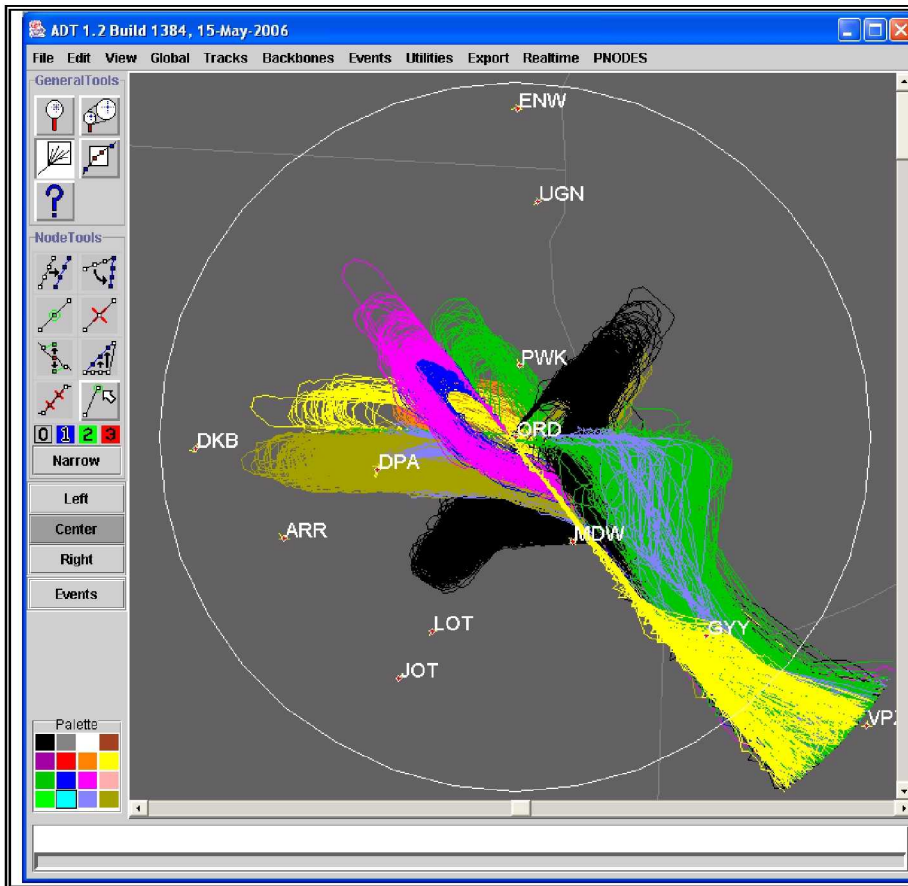 ADT 1.2 Build 1384, 15-May-2006
File Edit View Global Tracks Backbones Events Utilities Export Realtime PNODES
GeneralTools
?
NodeTools
0 1 2 3
Narrow
Left
Center
Right
Events
Palette
ENW
UGN
PWK
ORD
DKB
DPA
ARR
MDW
LOT
GYY
JOT